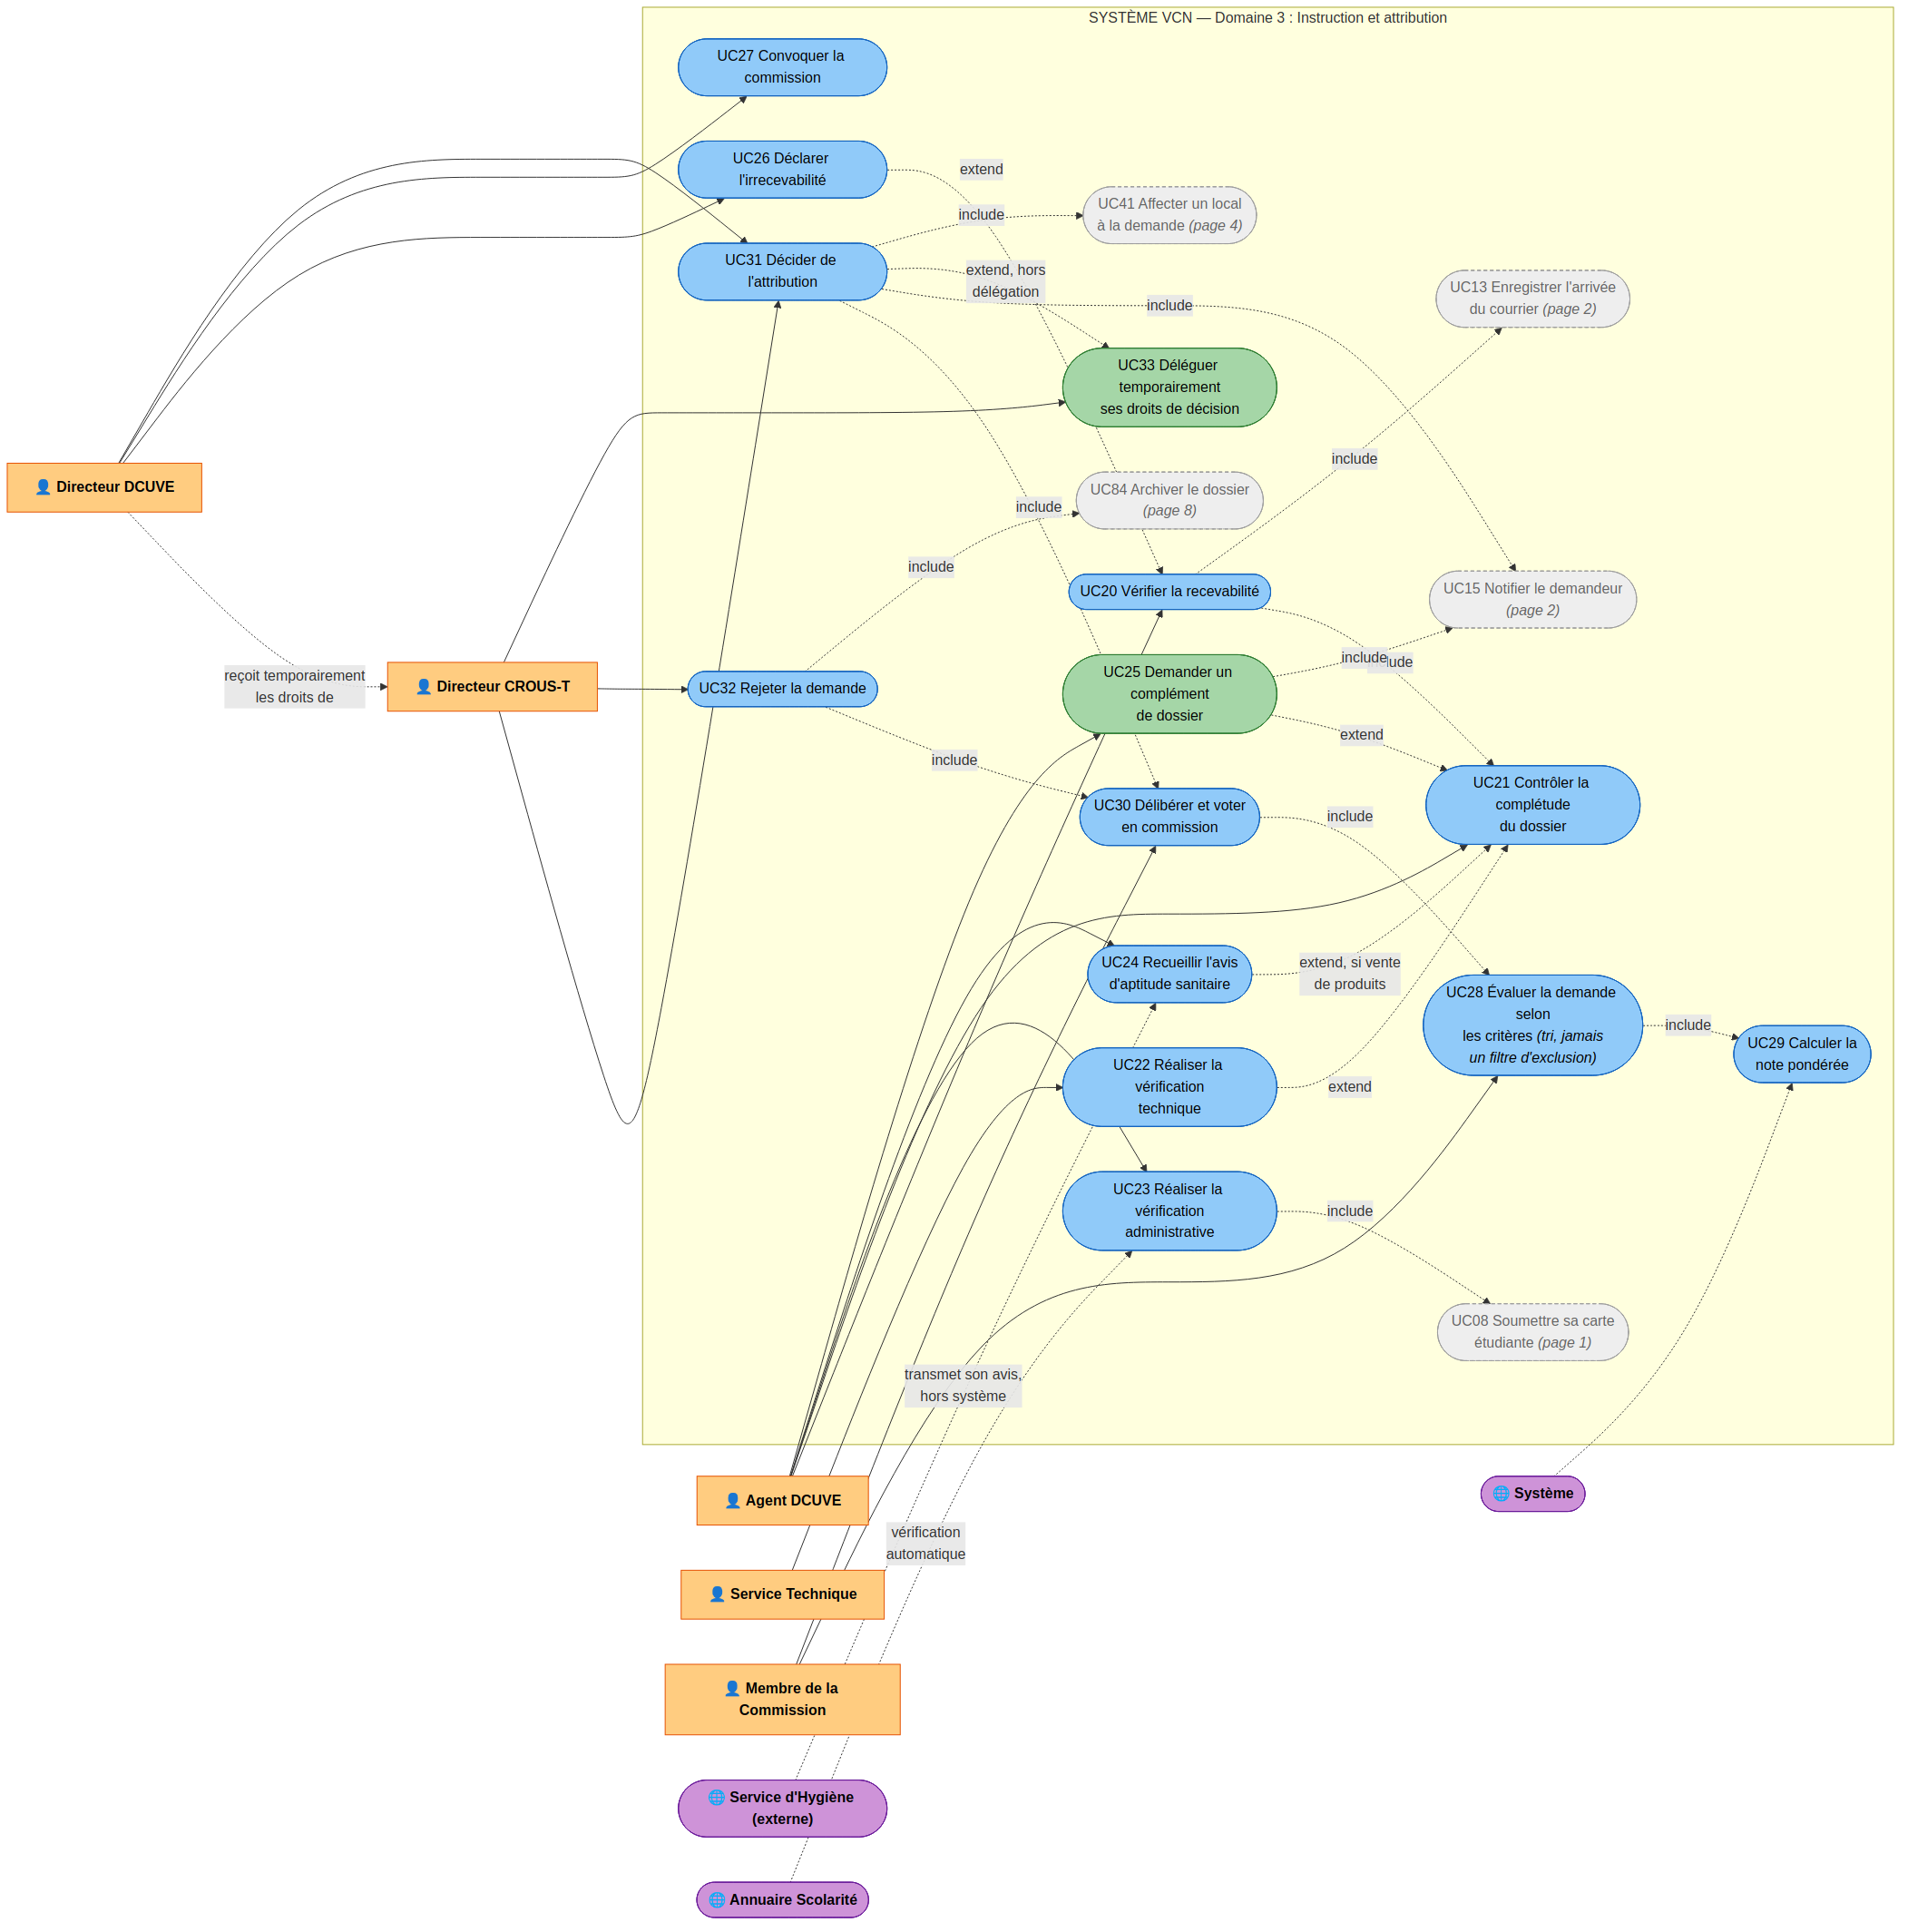 SYSTÈME VCN — Domaine 3 : Instruction et attribution
UC27 Convoquer la
commission
UC26 Déclarer
l'irrecevabilité
extend
UC41 Affecter un local
à la demande (page 4)
include
UC31 Décider de
l'attribution
extend, hors
délégation
include
UC13 Enregistrer l'arrivée
du courrier (page 2)
UC33 Déléguer
temporairement
ses droits de décision
include
👤 Directeur DCUVE
UC84 Archiver le dossier
(page 8)
include
include
UC20 Vérifier la recevabilité
UC15 Notifier le demandeur
(page 2)
reçoit temporairement
les droits de
👤 Directeur CROUS-T
UC32 Rejeter la demande
UC25 Demander un
complément
de dossier
include
extend
include
UC21 Contrôler la
complétude
du dossier
UC30 Délibérer et voter
en commission
include
UC24 Recueillir l'avis
d'aptitude sanitaire
extend, si vente
de produits
UC28 Évaluer la demande
selon
les critères (tri, jamais
un filtre d'exclusion)
include
UC29 Calculer la
note pondérée
UC22 Réaliser la
vérification
technique
extend
UC23 Réaliser la
vérification
administrative
include
UC08 Soumettre sa carte
étudiante (page 1)
transmet son avis,
hors système
👤 Agent DCUVE
🌐 Système
vérification
automatique
👤 Service Technique
👤 Membre de la
Commission
🌐 Service d'Hygiène
(externe)
🌐 Annuaire Scolarité